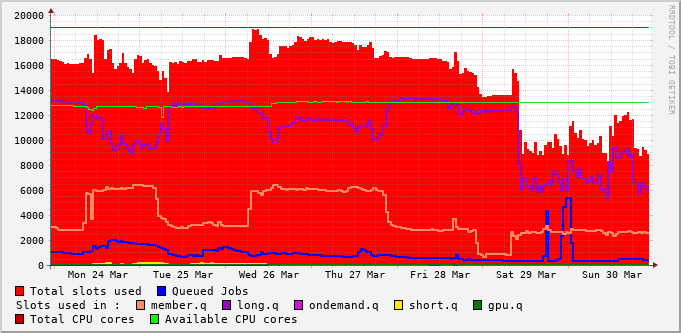 20000
18000
16000
14000
12000
10000
8000
6000
4000
2000
0
Mon 24 Mar Tue 25 Mar Wed 26 Mar Thu 27 Mar Fri 28 Mar Sat 29 Mar Sun 30 Mar
RRDTOOL / TOBI OETIKER
Total slots used Queued Jobs
Slots used in : member.q long.q ondemand.q short.q gpu.q
Total CPU cores Available CPU cores